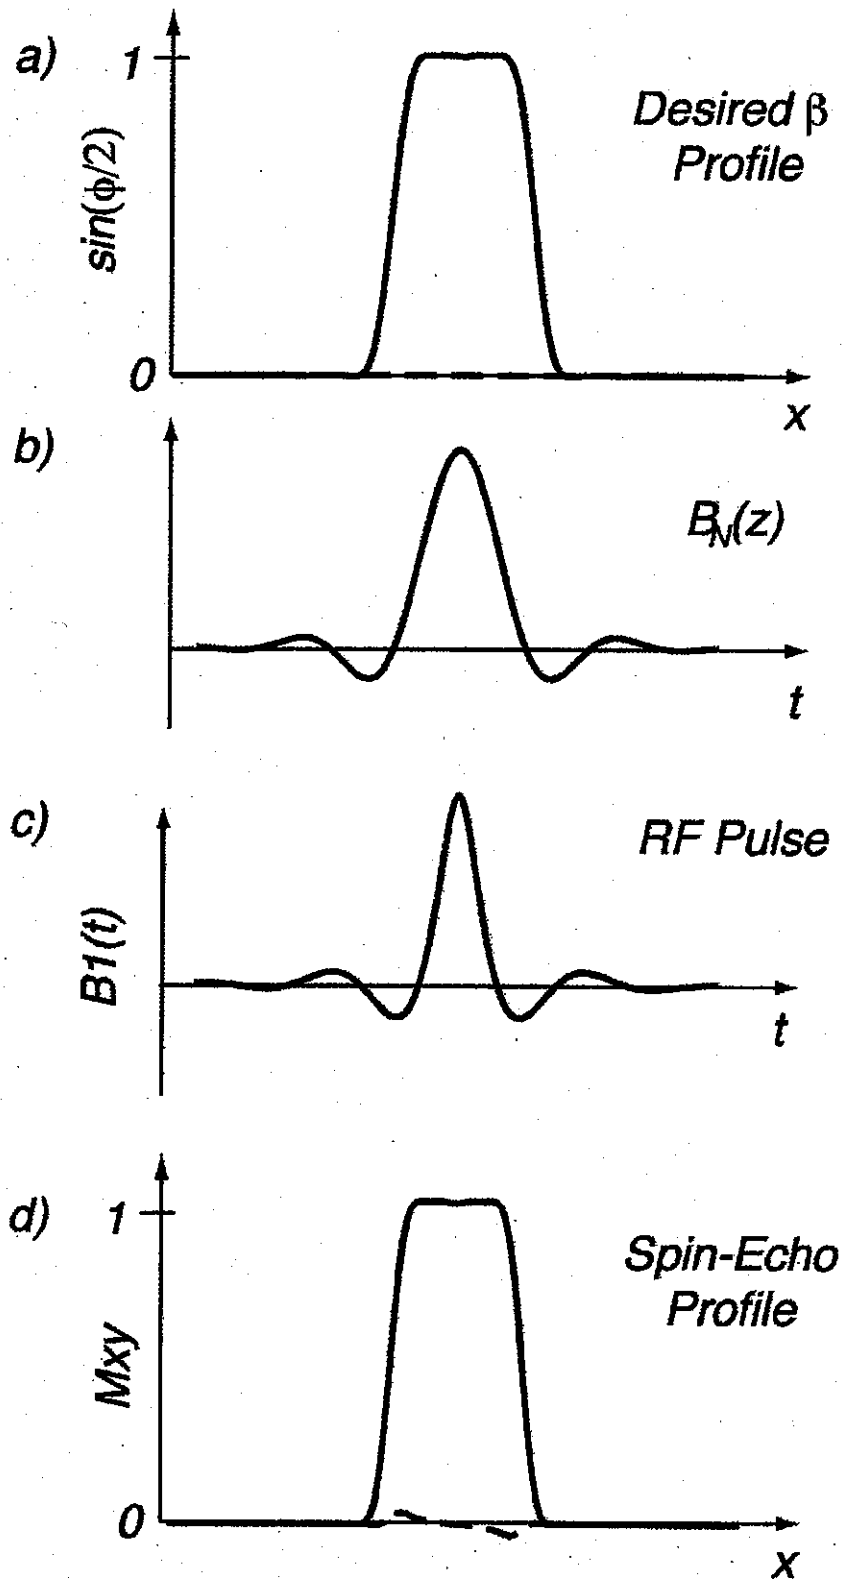 a)
1
sin(ϕ/2)
0
Desired β
Profile
x
b)
B_N(z)
t
c)
RF Pulse
B1(t)
t
d)
1
Spin-Echo
Profile
Mxy
0
x